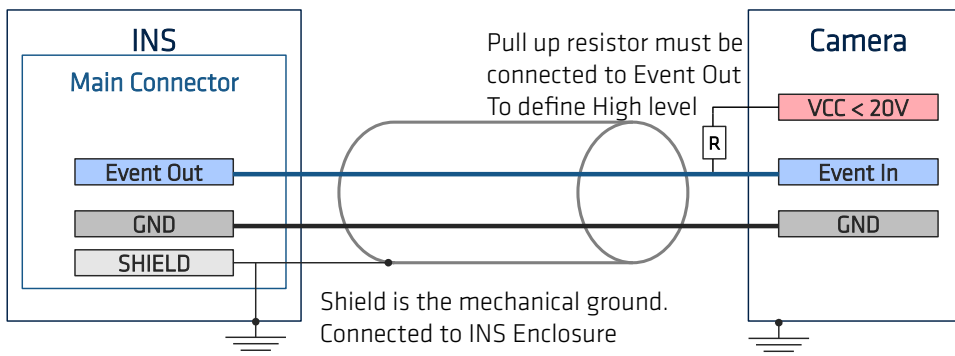 INS
Main Connector
Event Out
GND
SHIELD
Pull up resistor must be
connected to Event Out
To define High level
R
Shield is the mechanical ground.
Connected to INS Enclosure
Camera
VCC < 20V
Event In
GND